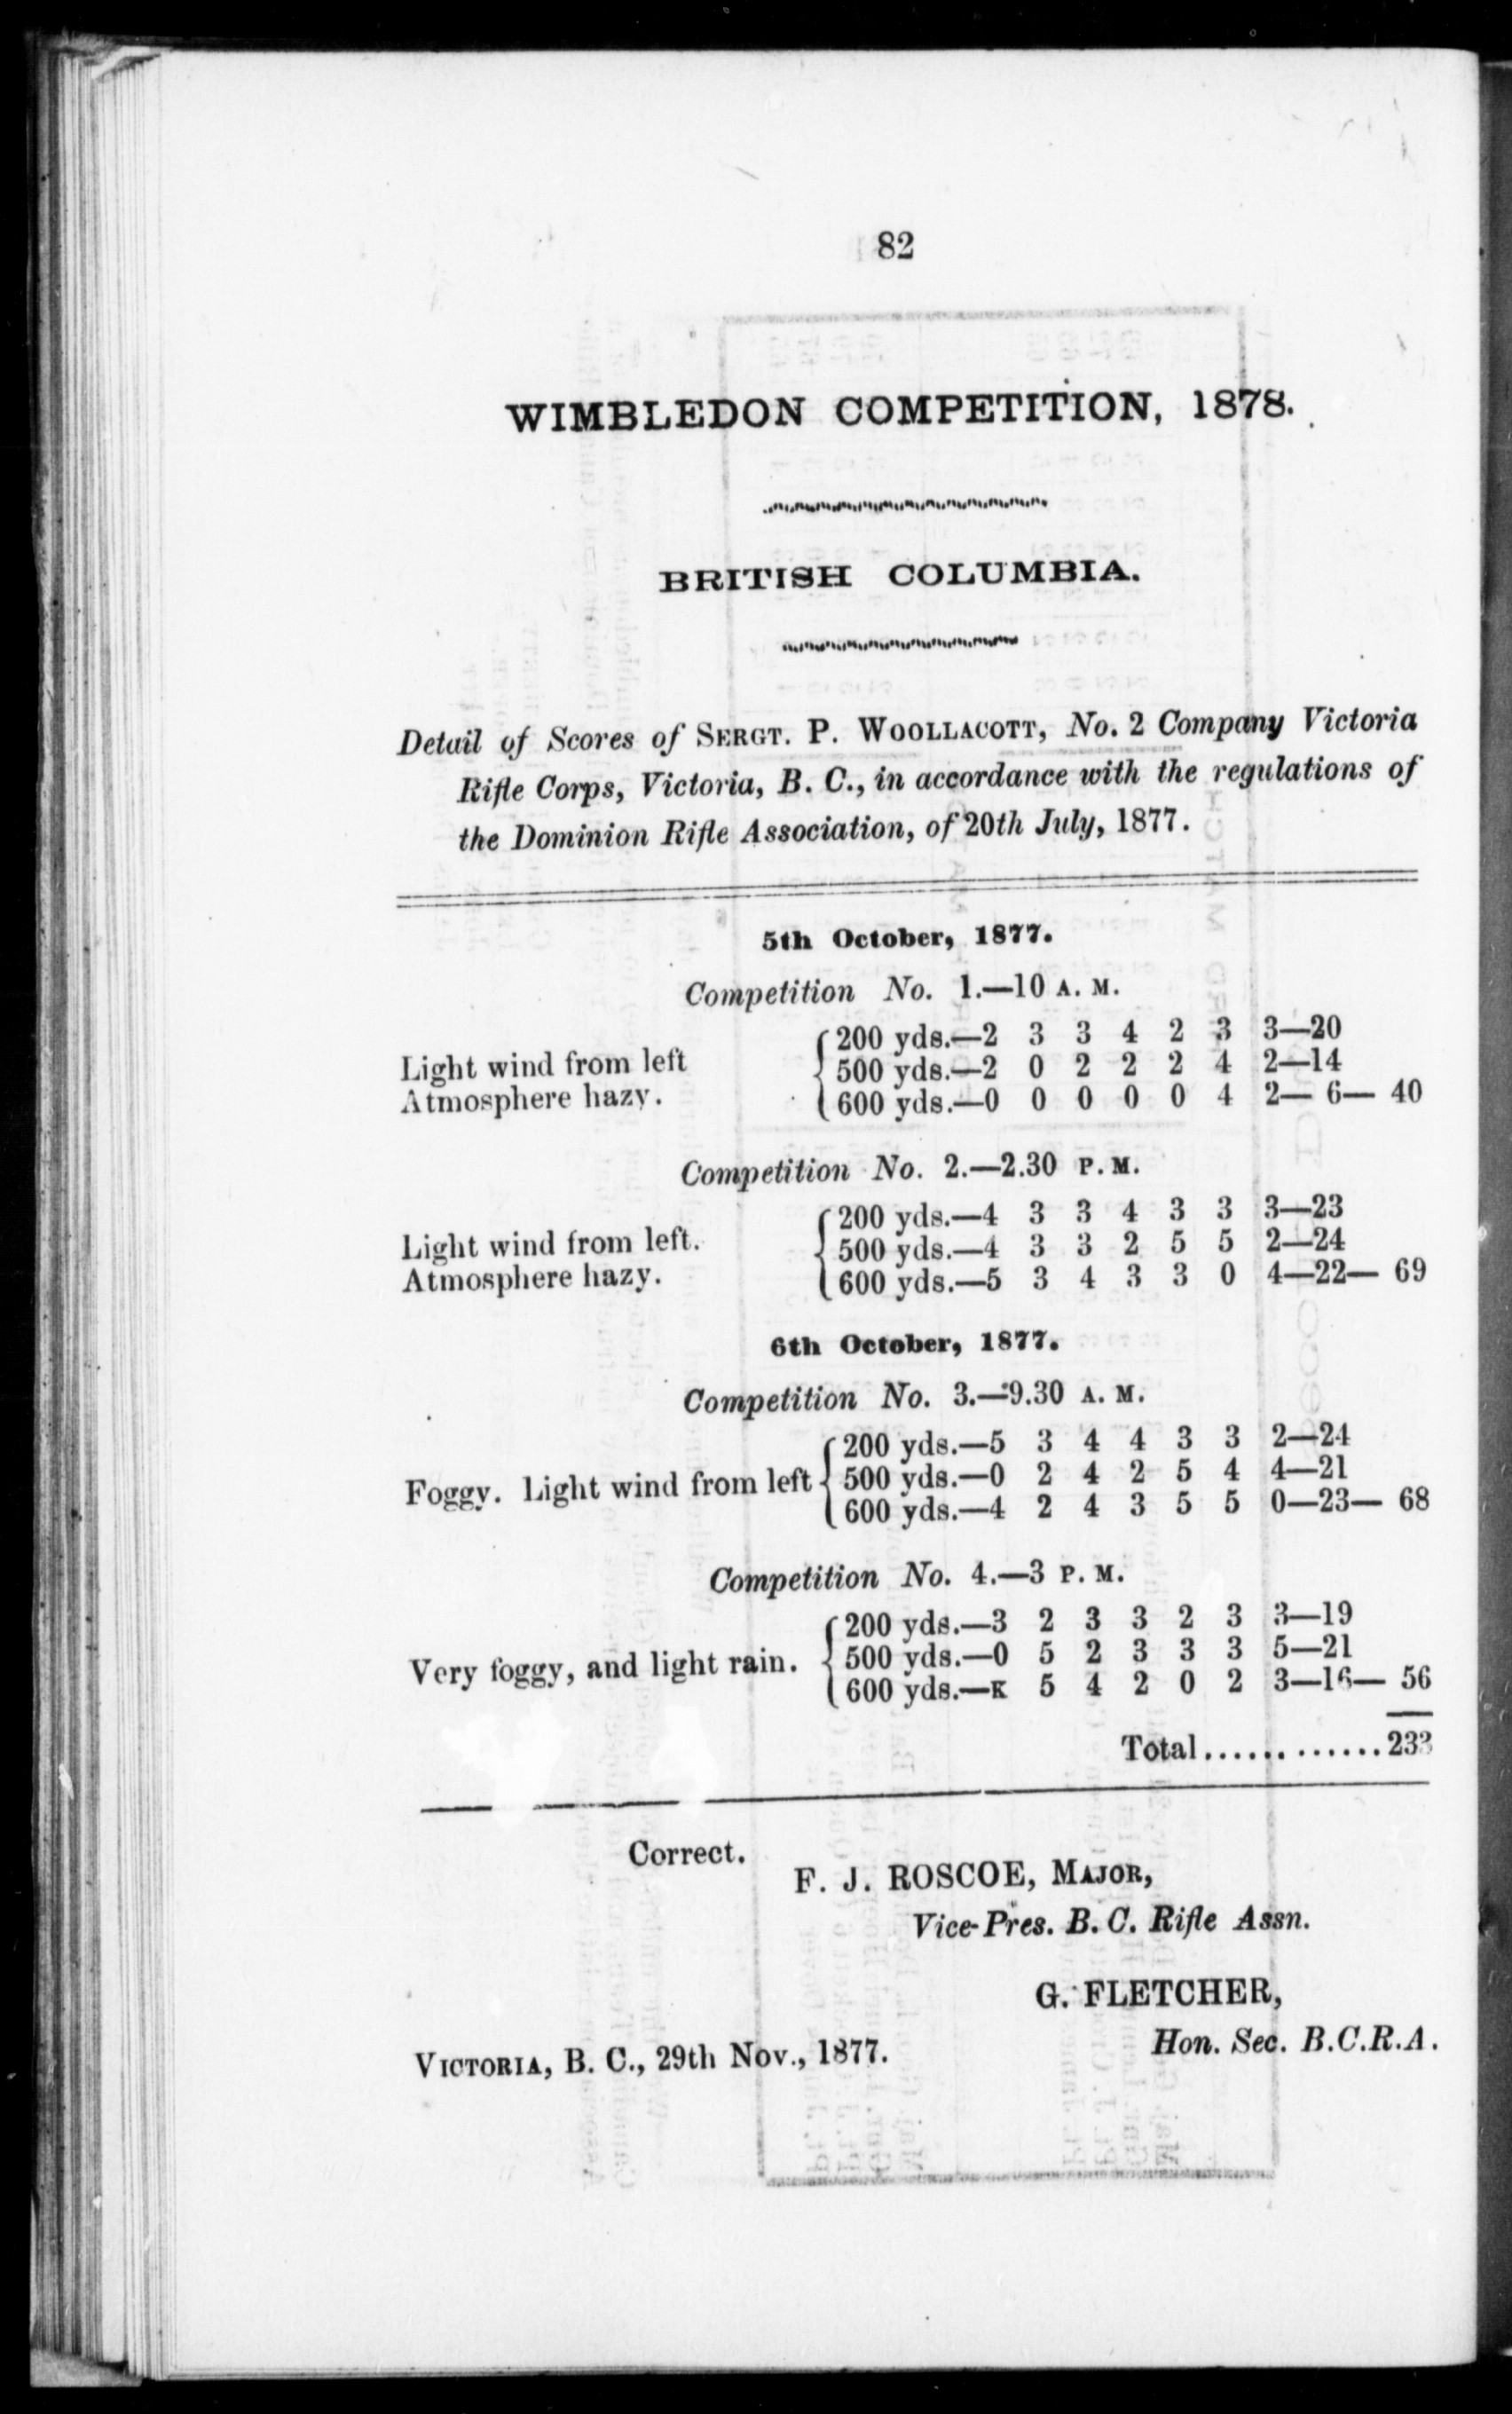 82
WIMBLEDON COMPETITION, 1878.
BRITISH COLUMBIA.
Detail of Scores of SERGT. P. WOOLLACOTT, No. 2 Company Victoria
Rifle Corps, Victoria, B. C., in accordance with the regulations of
the Dominion Rifle Association, of 20th July, 1877.
5th October, 1877.
Competition No. 1.—10 A. M.
200 yds.—2 3 3 4 2 3 3—20
Light wind from left 500 yds.—2 0 2 2 2 4 2—14
Atmosphere hazy. 600 yds.—0 0 0 0 0 4 2— 6— 40
Competition No. 2.—2.30 P. M.
200 yds.—4 3 3 4 3 3 3—23
Light wind from left. 500 yds.—4 3 3 2 5 5 2—24
Atmosphere hazy. 600 yds.—5 3 4 3 3 0 4—22— 69
6th October, 1877.
Competition No. 3.—9.30 A. M.
200 yds.—5 3 4 4 3 3 2—24
Foggy. Light wind from left 500 yds.—0 2 4 2 5 4 4—21
600 yds.—4 2 4 3 5 5 0—23— 68
Competition No. 4.—3 P. M.
200 yds.—3 2 3 3 2 3 3—19
Very foggy, and light rain. 500 yds.—0 5 2 3 3 3 5—21
600 yds.—K 5 4 2 0 2 3—16— 56
Total............233
Correct.
F. J. ROSCOE, MAJOR,
Vice-Pres. B. C. Rifle Assn.
G. FLETCHER,
Hon. Sec. B.C.R.A.
VICTORIA, B. C., 29th Nov., 1877.